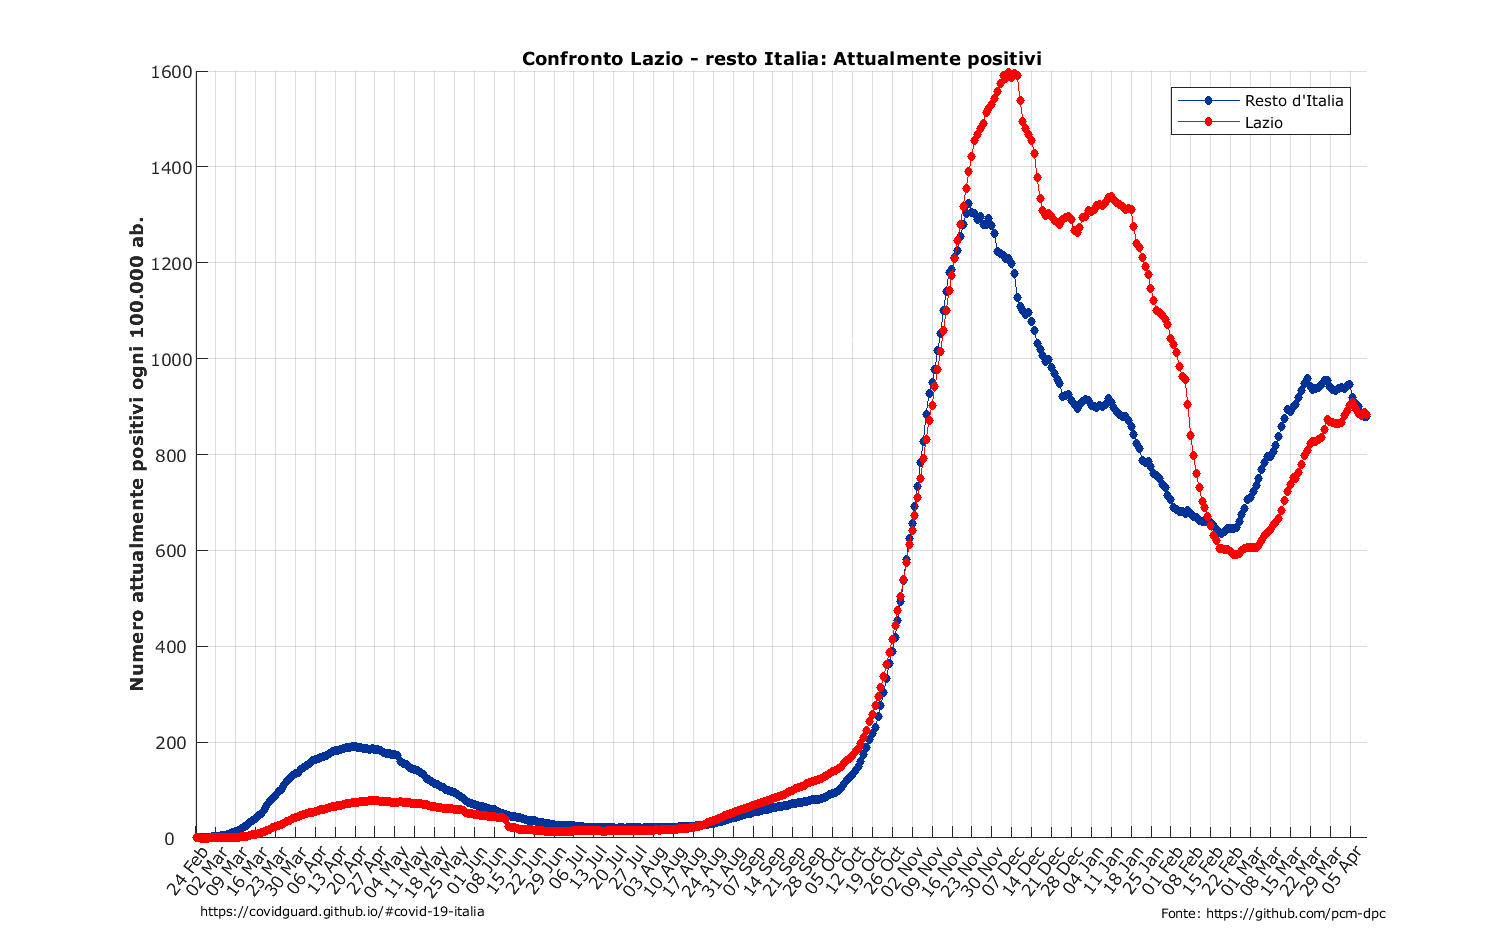 Confronto Lazio - resto Italia: Attualmente positivi
Numero attualmente positivi ogni 100.000 ab.
1600
1400
1200
1000
800
600
400
200
0
Resto d'Italia
Lazio
24 Feb
02 Mar
09 Mar
16 Mar
23 Mar
30 Mar
06 Apr
13 Apr
20 Apr
27 Apr
04 May
11 May
18 May
25 May
01 Jun
08 Jun
15 Jun
22 Jun
29 Jun
06 Jul
13 Jul
20 Jul
27 Jul
03 Aug
10 Aug
17 Aug
24 Aug
31 Aug
07 Sep
14 Sep
21 Sep
28 Sep
05 Oct
12 Oct
19 Oct
26 Oct
02 Nov
09 Nov
16 Nov
23 Nov
30 Nov
07 Dec
14 Dec
21 Dec
28 Dec
04 Jan
11 Jan
18 Jan
25 Jan
01 Feb
08 Feb
15 Feb
22 Feb
01 Mar
08 Mar
15 Mar
22 Mar
29 Mar
05 Apr
https://covidguard.github.io/#covid-19-italia
Fonte: https://github.com/pcm-dpc